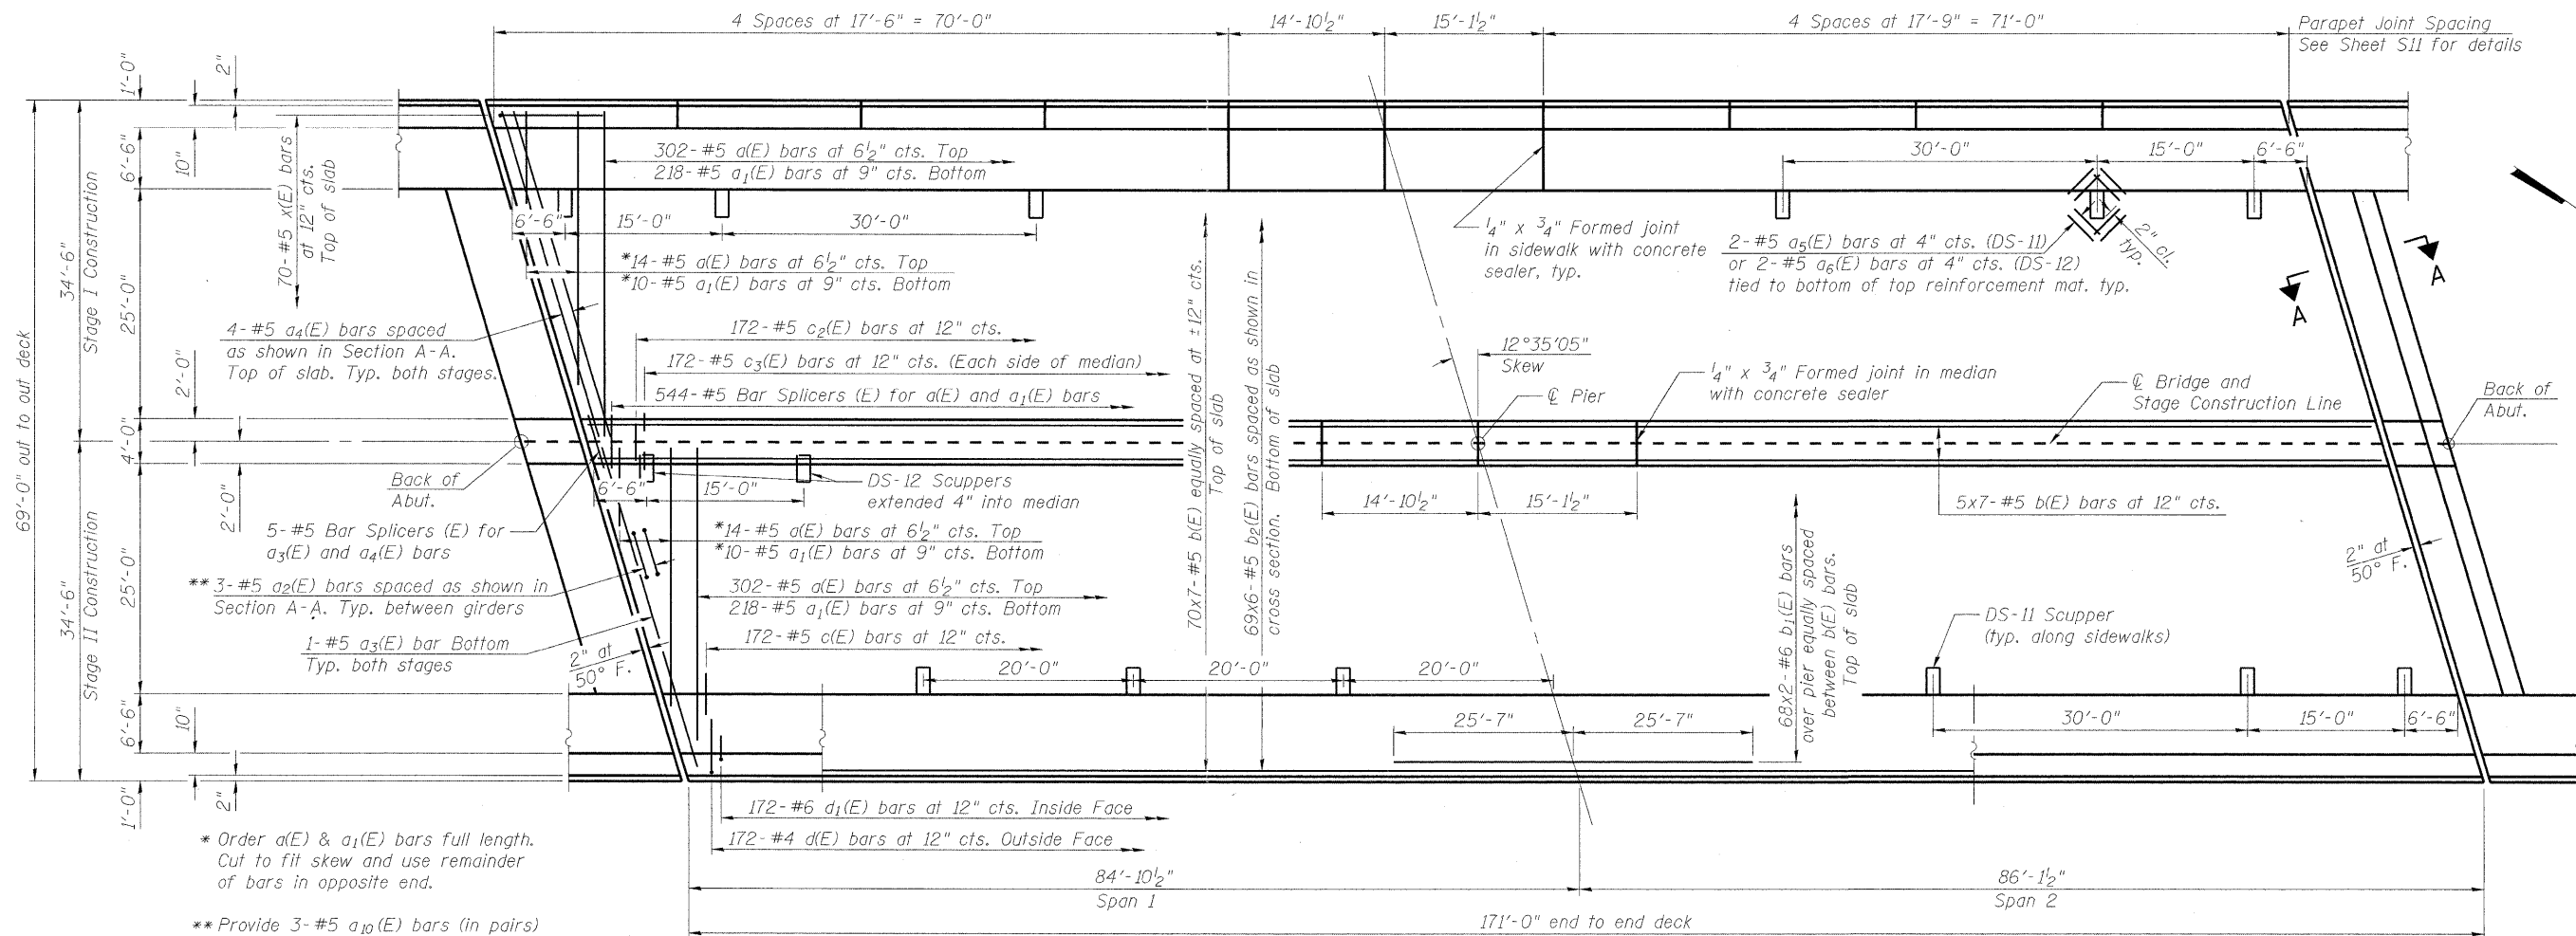 4 Spaces at 17'-6" = 70'-0"
14'-10½"
15'-1½"
4 Spaces at 17'-9" = 71'-0"
Parapet Joint Spacing
See Sheet S11 for details
1'-0"
2"
6'-6"
10"
70-#5 x(E) bars
at 12" cts.
Top of slab
302-#5 a(E) bars at 6½" cts. Top
218-#5 a₁(E) bars at 9" cts. Bottom
30'-0"
15'-0"
6'-6"
6'-6"
15'-0"
30'-0"
¼" x ¾" Formed joint
in sidewalk with concrete
sealer, typ.
2-#5 a₅(E) bars at 4" cts. (DS-11)
or 2-#5 a₆(E) bars at 4" cts. (DS-12)
tied to bottom of top reinforcement mat. typ.
2" cl.
typ.
A
A
*14-#5 a(E) bars at 6½" cts. Top
*10-#5 a₁(E) bars at 9" cts. Bottom
69'-0" out to out deck
34'-6"
Stage I Construction
25'-0"
4-#5 a₄(E) bars spaced
as shown in Section A-A.
Top of slab. Typ. both stages.
172-#5 c₂(E) bars at 12" cts.
172-#5 c₃(E) bars at 12" cts. (Each side of median)
544-#5 Bar Splicers (E) for a(E) and a₁(E) bars
70x7-#5 b(E) equally spaced at ±12" cts.
Top of slab
69x6-#5 b₂(E) bars spaced as shown in
cross section. Bottom of slab
12°35'05"
Skew
℄ Pier
¼" x ¾" Formed joint in median
with concrete sealer
℄ Bridge and
Stage Construction Line
Back of
Abut.
2'-0"
4'-0"
2'-0"
Back of
Abut.
6'-6"
15'-0"
DS-12 Scuppers
extended 4" into median
14'-10½"
15'-1½"
5x7-#5 b(E) bars at 12" cts.
5-#5 Bar Splicers (E) for
a₃(E) and a₄(E) bars
*14-#5 a(E) bars at 6½" cts. Top
*10-#5 a₁(E) bars at 9" cts. Bottom
68x2-#6 b₁(E) bars
over pier equally spaced
between b(E) bars.
Top of slab
2" at
50° F.
34'-6"
Stage II Construction
25'-0"
** 3-#5 a₂(E) bars spaced as shown in
Section A-A. Typ. between girders
302-#5 a(E) bars at 6½" cts. Top
218-#5 a₁(E) bars at 9" cts. Bottom
1-#5 a₃(E) bar Bottom
Typ. both stages
172-#5 c(E) bars at 12" cts.
2" at
50° F.
20'-0"
20'-0"
20'-0"
DS-11 Scupper
(typ. along sidewalks)
6'-6"
10"
25'-7"
25'-7"
30'-0"
15'-0"
6'-6"
1'-0"
2"
172-#6 d₁(E) bars at 12" cts. Inside Face
172-#4 d(E) bars at 12" cts. Outside Face
* Order a(E) & a₁(E) bars full length.
Cut to fit skew and use remainder
of bars in opposite end.
84'-10½"
Span 1
86'-1½"
Span 2
** Provide 3-#5 a₁₀(E) bars (in pairs)
171'-0" end to end deck